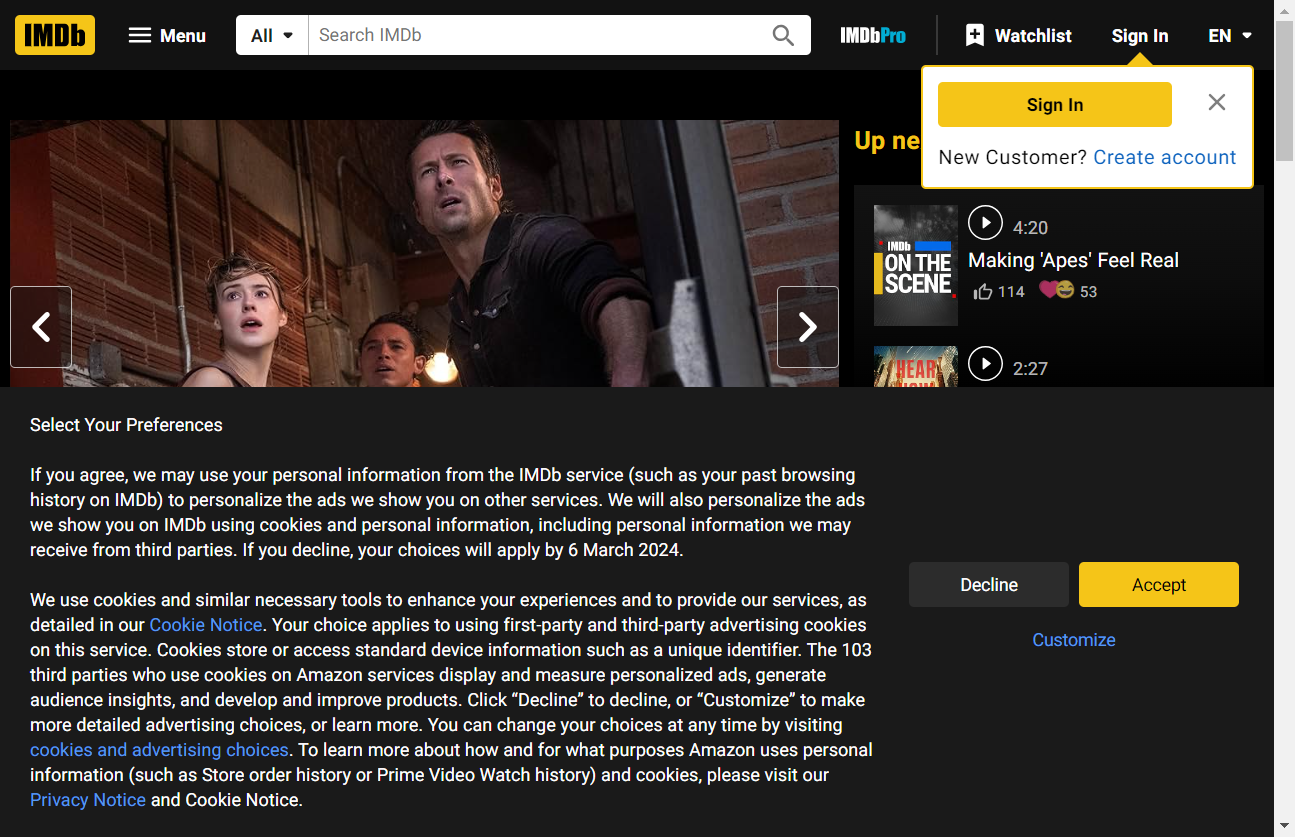 IMDb
Menu
All
Search IMDb
IMDbPro
Watchlist
Sign In
EN
Sign In
New Customer? Create account
Up ne
IMDb
ON THE
SCENE
4:20
Making 'Apes' Feel Real
114
53
HEAR
2:27
Select Your Preferences
If you agree, we may use your personal information from the IMDb service (such as your past browsing
history on IMDb) to personalize the ads we show you on other services. We will also personalize the ads
we show you on IMDb using cookies and personal information, including personal information we may
receive from third parties. If you decline, your choices will apply by 6 March 2024.
We use cookies and similar necessary tools to enhance your experiences and to provide our services, as
detailed in our Cookie Notice. Your choice applies to using first-party and third-party advertising cookies
on this service. Cookies store or access standard device information such as a unique identifier. The 103
third parties who use cookies on Amazon services display and measure personalized ads, generate
audience insights, and develop and improve products. Click “Decline” to decline, or “Customize” to make
more detailed advertising choices, or learn more. You can change your choices at any time by visiting
cookies and advertising choices. To learn more about how and for what purposes Amazon uses personal
information (such as Store order history or Prime Video Watch history) and cookies, please visit our
Privacy Notice and Cookie Notice.
Decline
Accept
Customize